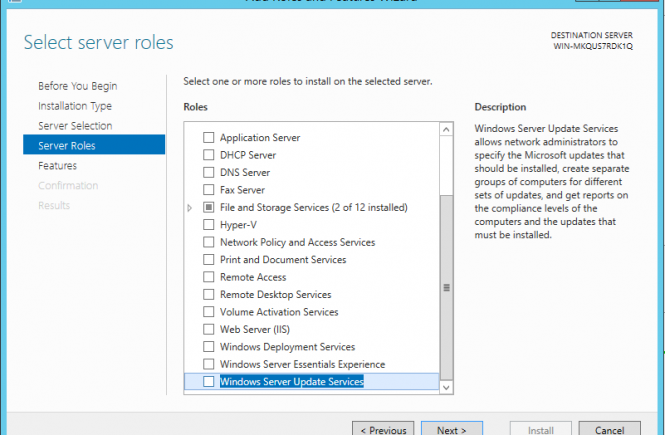 Select server roles
DESTINATION SERVER
WIN-MKQUS7RDK1Q
Before You Begin
Installation Type
Server Selection
Server Roles
Features
Confirmation
Results
Select one or more roles to install on the selected server.
Roles
Application Server
DHCP Server
DNS Server
Fax Server
File and Storage Services (2 of 12 installed)
Hyper-V
Network Policy and Access Services
Print and Document Services
Remote Access
Remote Desktop Services
Volume Activation Services
Web Server (IIS)
Windows Deployment Services
Windows Server Essentials Experience
Windows Server Update Services
Description
Windows Server Update Services
allows network administrators to
specify the Microsoft updates that
should be installed, create separate
groups of computers for different
sets of updates, and get reports on
the compliance levels of the
computers and the updates that
must be installed.
< Previous
Next >
Install
Cancel